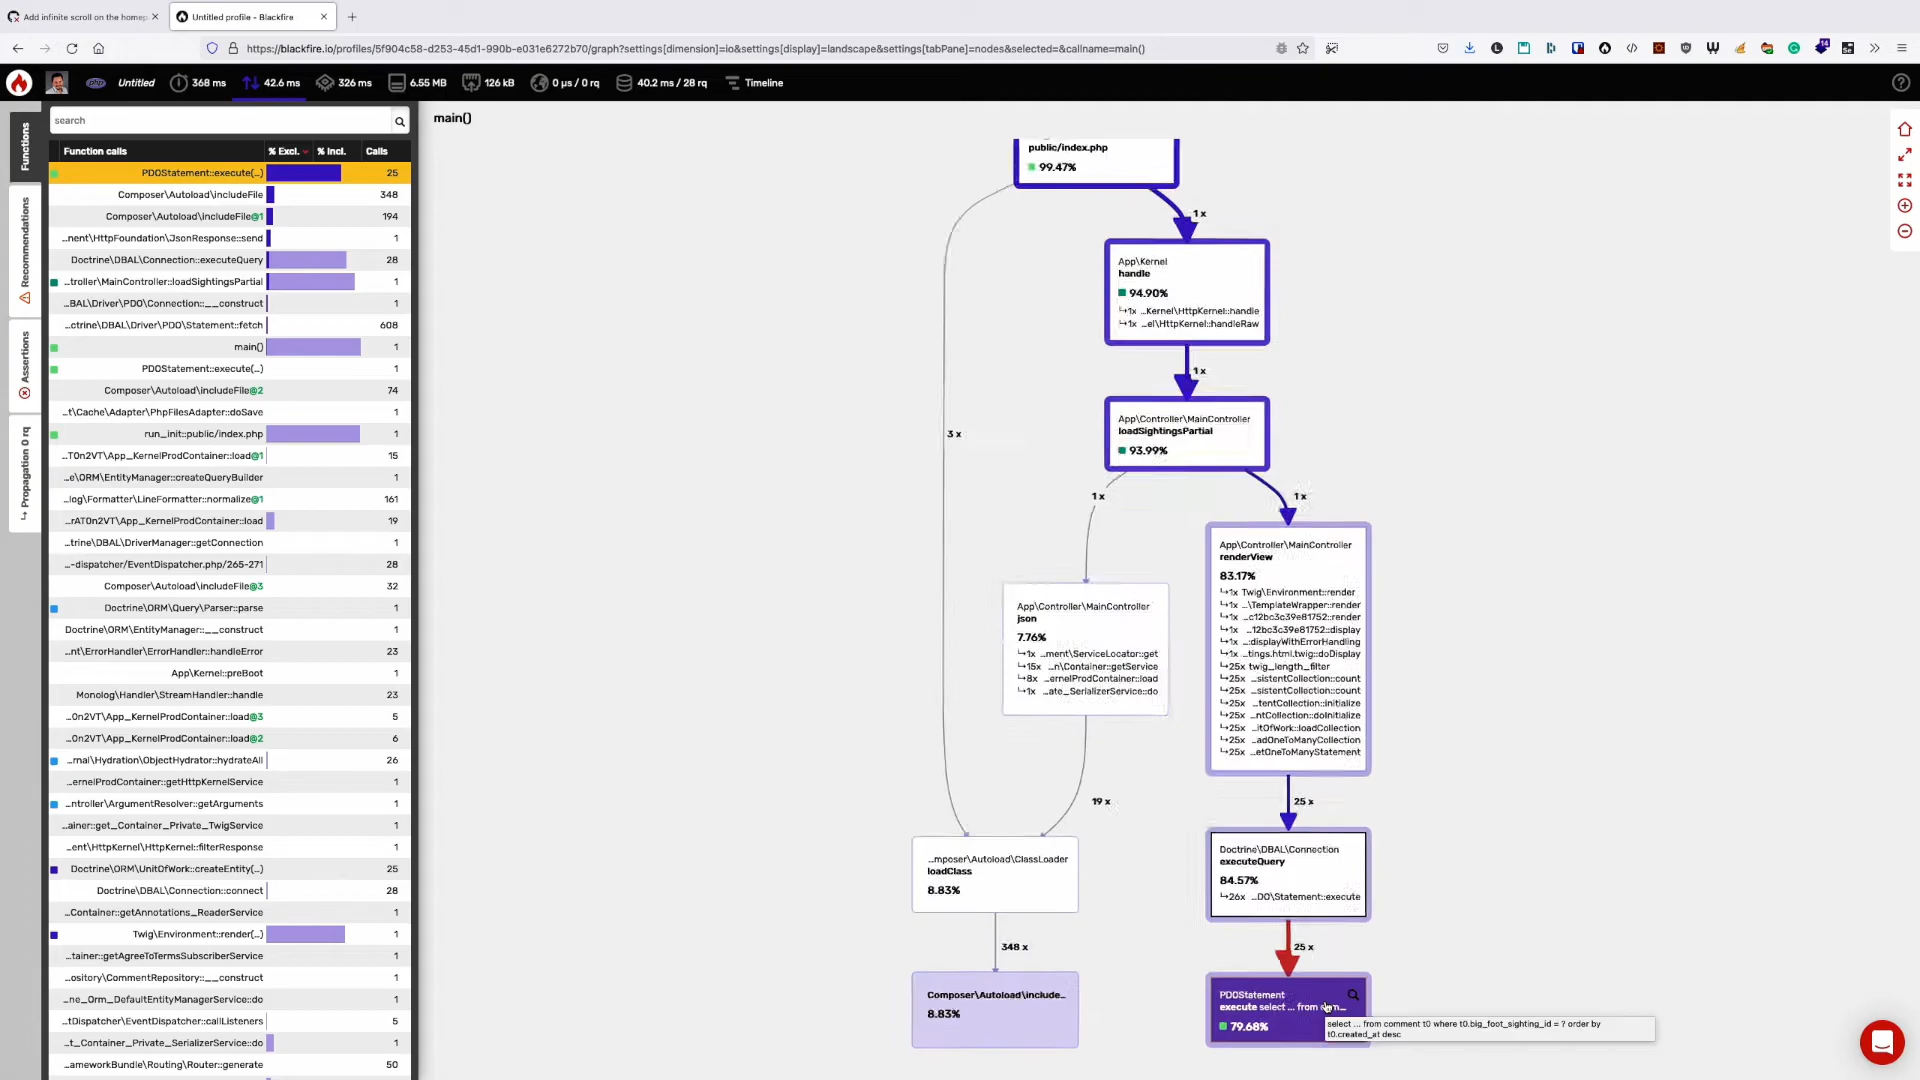 Add infinite scroll on the homep
Untitled profile - Blackfire
https://blackfire.io/profiles/5f904c58-d253-45d1-990b-e031e6272b70/graph?settings[dimension]=io&settings[display]=landscape&settings[tabPane]=nodes&selected=&callname=main()
14
php
Untitled
368 ms
42.6 ms
326 ms
6.55 MB
126 kB
0 µs / 0 rq
40.2 ms / 28 rq
Timeline
Functions
Recommendations
Assertions
Propagation 0 rq
search
Function calls
% Excl.
% Incl.
Calls
PDOStatement::execute(…) 25
Composer\Autoload\includeFile 348
Composer\Autoload\includeFile@1 194
…nent\HttpFoundation\JsonResponse::send 1
Doctrine\DBAL\Connection::executeQuery 28
…troller\MainController::loadSightingsPartial 1
…BAL\Driver\PDO\Connection::__construct 1
…ctrine\DBAL\Driver\PDO\Statement::fetch 608
main() 1
PDOStatement::execute(…) 1
Composer\Autoload\includeFile@2 74
…t\Cache\Adapter\PhpFilesAdapter::doSave 1
run_init::public/index.php 1
…T0n2VT\App_KernelProdContainer::load@1 15
…e\ORM\EntityManager::createQueryBuilder 1
…log\Formatter\LineFormatter::normalize@1 161
…rAT0n2VT\App_KernelProdContainer::load 19
…trine\DBAL\DriverManager::getConnection 1
…-dispatcher/EventDispatcher.php/265-271 28
Composer\Autoload\includeFile@3 32
Doctrine\ORM\Query\Parser::parse 1
Doctrine\ORM\EntityManager::__construct 1
…nt\ErrorHandler\ErrorHandler::handleError 23
App\Kernel::preBoot 1
Monolog\Handler\StreamHandler::handle 23
…0n2VT\App_KernelProdContainer::load@3 5
…0n2VT\App_KernelProdContainer::load@2 6
…rnal\Hydration\ObjectHydrator::hydrateAll 26
…ernelProdContainer::getHttpKernelService 1
…ntroller\ArgumentResolver::getArguments 1
…ainer::get_Container_Private_TwigService 1
…ent\HttpKernel\HttpKernel::filterResponse 1
Doctrine\ORM\UnitOfWork::createEntity(…) 25
Doctrine\DBAL\Connection::connect 28
…Container::getAnnotations_ReaderService 1
Twig\Environment::render(…) 1
…tainer::getAgreeToTermsSubscriberService 1
…ository\CommentRepository::__construct 1
…ne_Orm_DefaultEntityManagerService::do 1
…tDispatcher\EventDispatcher::callListeners 5
…t_Container_Private_SerializerService::do 1
…ameworkBundle\Routing\Router::generate 50
main()
public/index.php
99.47%
1 x
App\Kernel
handle
94.90%
↳1x …Kernel\HttpKernel::handle
↳1x …el\HttpKernel::handleRaw
1 x
3 x
App\Controller\MainController
loadSightingsPartial
93.99%
1 x
1 x
App\Controller\MainController
renderView
83.17%
↳1x Twig\Environment::render
↳1x …\TemplateWrapper::render
↳1x …c12bc3c39e81752::render
↳1x …12bc3c39e81752::display
↳1x …:displayWithErrorHandling
↳1x …tings.html.twig::doDisplay
↳25x twig_length_filter
↳25x …sistentCollection::count
↳25x …sistentCollection::count
↳25x …tentCollection::initialize
↳25x …ntCollection::doInitialize
↳25x …itOfWork::loadCollection
↳25x …adOneToManyCollection
↳25x …etOneToManyStatement
App\Controller\MainController
json
7.76%
↳1x …ment\ServiceLocator::get
↳15x …n\Container::getService
↳8x …ernelProdContainer::load
↳1x …ate_SerializerService::do
19 x
25 x
…mposer\Autoload\ClassLoader
loadClass
8.83%
Doctrine\DBAL\Connection
executeQuery
84.57%
↳26x …DO\Statement::execute
348 x
25 x
Composer\Autoload\include…
8.83%
PDOStatement
execute select … from com…
79.68%
select … from comment t0 where t0.big_foot_sighting_id = ? order by
t0.created_at desc